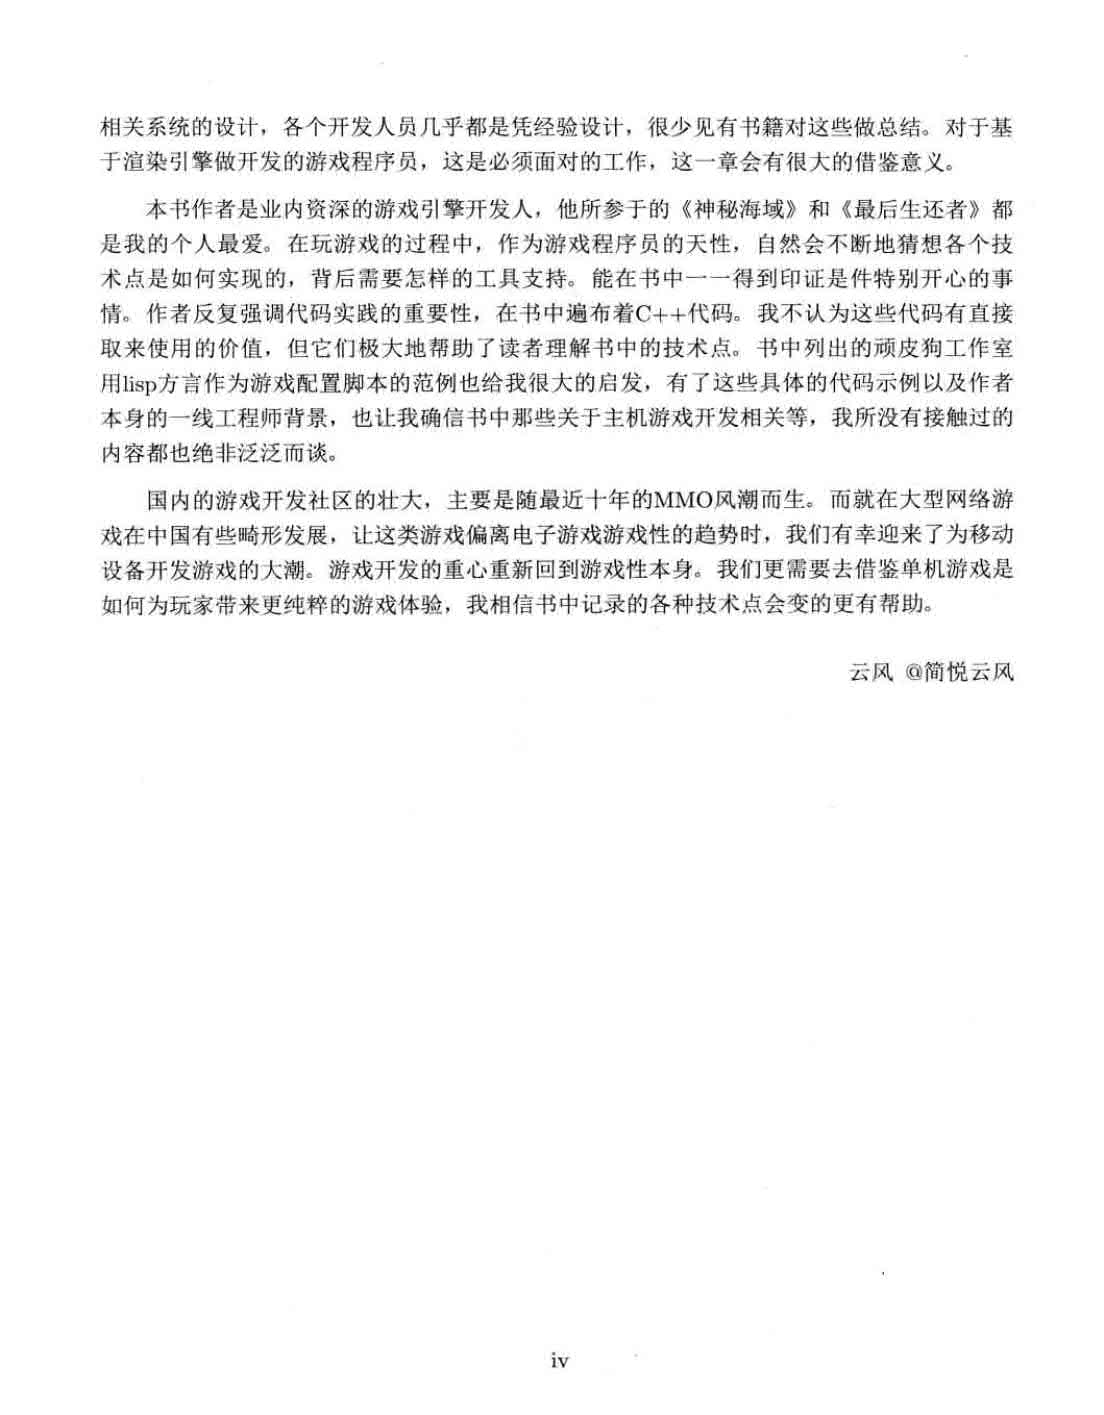 相关系统的设计，各个开发人员几乎都是凭经验设计，很少见有书籍对这些做总结。对于基
于渲染引擎做开发的游戏程序员，这是必须面对的工作，这一章会有很大的借鉴意义。
本书作者是业内资深的游戏引擎开发人，他所参于的《神秘海域》和《最后生还者》都
是我的个人最爱。在玩游戏的过程中，作为游戏程序员的天性，自然会不断地猜想各个技
术点是如何实现的，背后需要怎样的工具支持。能在书中一一得到印证是件特别开心的事
情。作者反复强调代码实践的重要性，在书中遍布着C++代码。我不认为这些代码有直接
取来使用的价值，但它们极大地帮助了读者理解书中的技术点。书中列出的顽皮狗工作室
用lisp方言作为游戏配置脚本的范例也给我很大的启发，有了这些具体的代码示例以及作者
本身的一线工程师背景，也让我确信书中那些关于主机游戏开发相关等，我所没有接触过的
内容都也绝非泛泛而谈。
国内的游戏开发社区的壮大，主要是随最近十年的MMO风潮而生。而就在大型网络游
戏在中国有些畸形发展，让这类游戏偏离电子游戏游戏性的趋势时，我们有幸迎来了为移动
设备开发游戏的大潮。游戏开发的重心重新回到游戏性本身。我们更需要去借鉴单机游戏是
如何为玩家带来更纯粹的游戏体验，我相信书中记录的各种技术点会变的更有帮助。
云风 @简悦云风
iv